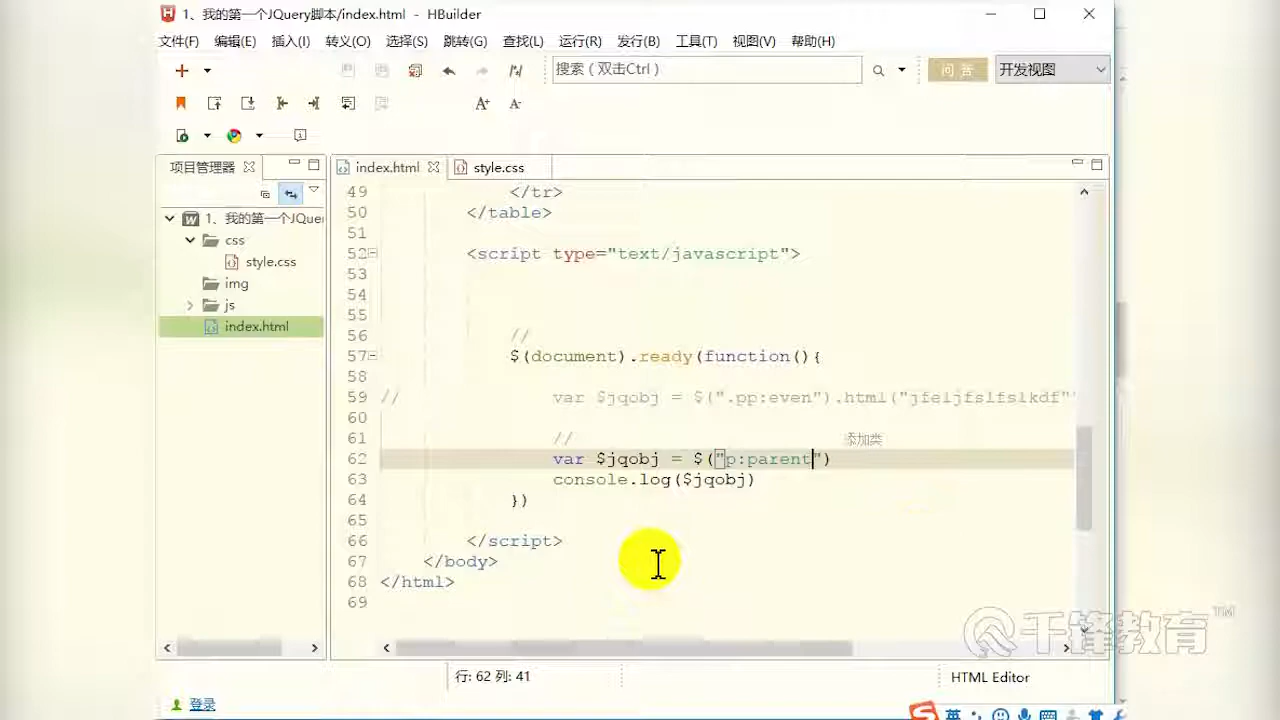 1、我的第一个JQuery脚本/index.html - HBuilder
文件(F) 编辑(E) 插入(I) 转义(O) 选择(S) 跳转(G) 查找(L) 运行(R) 发行(B) 工具(T) 视图(V) 帮助(H)
搜索（双击Ctrl） 问答 开发视图
项目管理器 index.html style.css
1、我的第一个JQuer
css
style.css
img
js
index.html
49 </tr>
50 </table>
51
52 <script type="text/javascript">
53
54
55
56 //
57 $(document).ready(function(){
58
59 // var $jqobj = $(".pp:even").html("jfeljfslfslkdf"
60
61 // 添加类
62 var $jqobj = $("p:parent")
63 console.log($jqobj)
64 })
65
66 </script>
67 </body>
68 </html>
69
行: 62 列: 41 HTML Editor
登录
英
千锋教育 TM